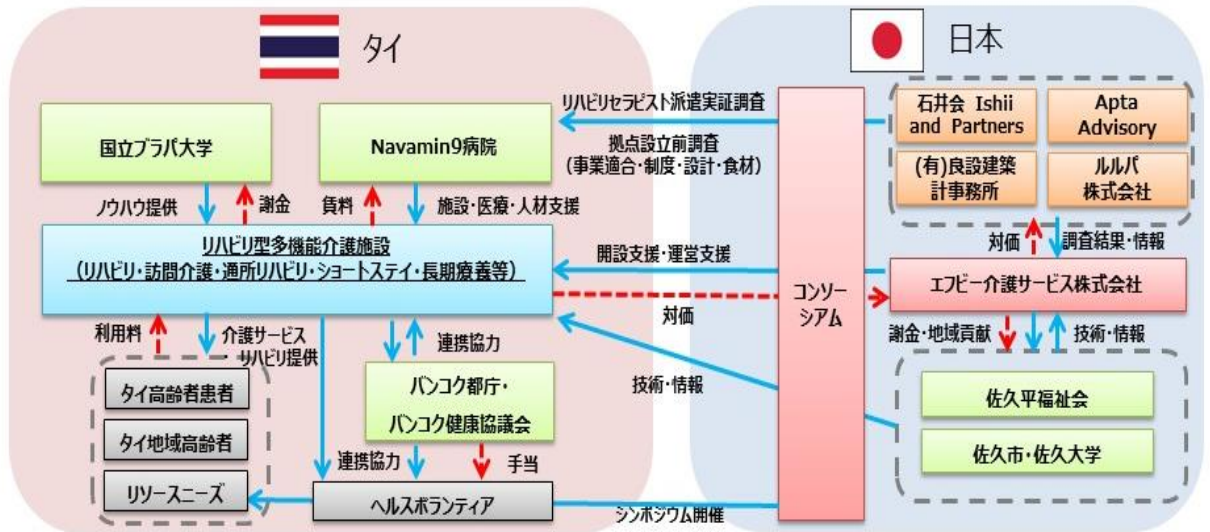 タイ
日本
国立ブラパ大学
Navamin9病院
リハビリセラピスト派遣実証調査
拠点設立前調査
(事業適合・制度・設計・食材)
石井会 Ishii
and Partners
Apta
Advisory
(有)良設建築
計事務所
ルルパ
株式会社
ノウハウ提供
謝金
賃料
施設・医療・人材支援
対価
調査結果・情報
リハビリ型多機能介護施設
(リハビリ・訪問介護・通所リハビリ・ショートステイ・長期療養等)
開設支援・運営支援
コンソー
シアム
エフビー介護サービス株式会社
対価
利用料
介護サービス
・リハビリ提供
連携協力
謝金・地域貢献
技術・情報
タイ高齢者患者
タイ地域高齢者
リソースニーズ
バンコク都庁・
バンコク健康協議会
技術・情報
佐久平福祉会
佐久市・佐久大学
連携協力
手当
ヘルスボランティア
シンポジウム開催